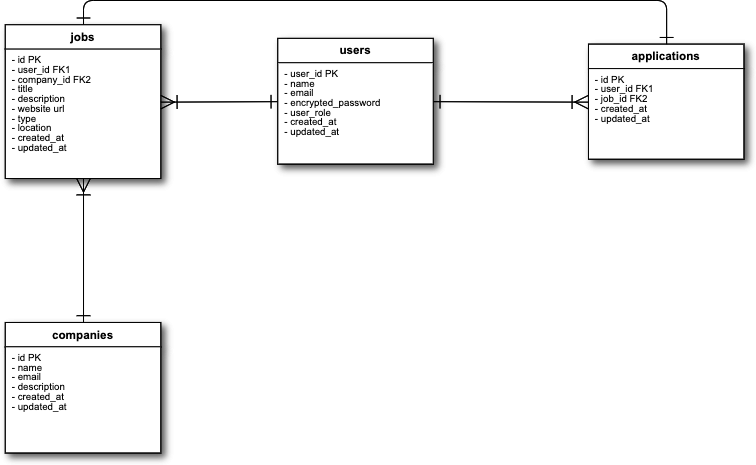 jobs
- id PK
- user_id FK1
- company_id FK2
- title
- description
- website url
- type
- location
- created_at
- updated_at
users
- user_id PK
- name
- email
- encrypted_password
- user_role
- created_at
- updated_at
applications
- id PK
- user_id FK1
- job_id FK2
- created_at
- updated_at
companies
- id PK
- name
- email
- description
- created_at
- updated_at